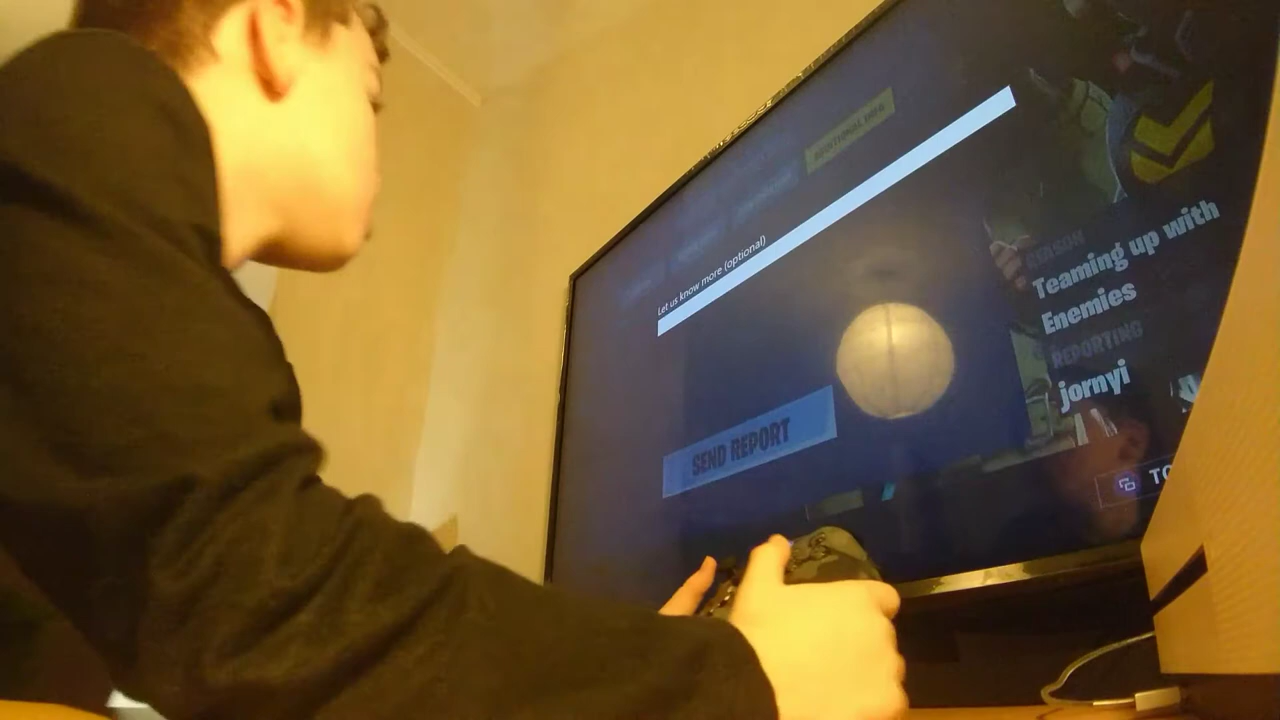 ADDITIONAL INFO
Let us know more (optional)
SEND REPORT
REASON
Teaming up with
Enemies
REPORTING
jornyi